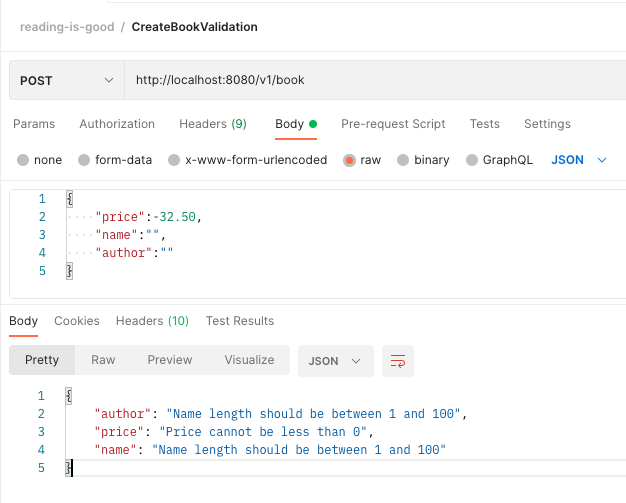 reading-is-good / CreateBookValidation
POST http://localhost:8080/v1/book
Params Authorization Headers (9) Body Pre-request Script Tests Settings
none form-data x-www-form-urlencoded raw binary GraphQL JSON
1 {
2 ····"price":-32.50,
3 ····"name":"",
4 ····"author":""
5 }
Body Cookies Headers (10) Test Results
Pretty Raw Preview Visualize JSON
1 {
2 "author": "Name length should be between 1 and 100",
3 "price": "Price cannot be less than 0",
4 "name": "Name length should be between 1 and 100"
5 }